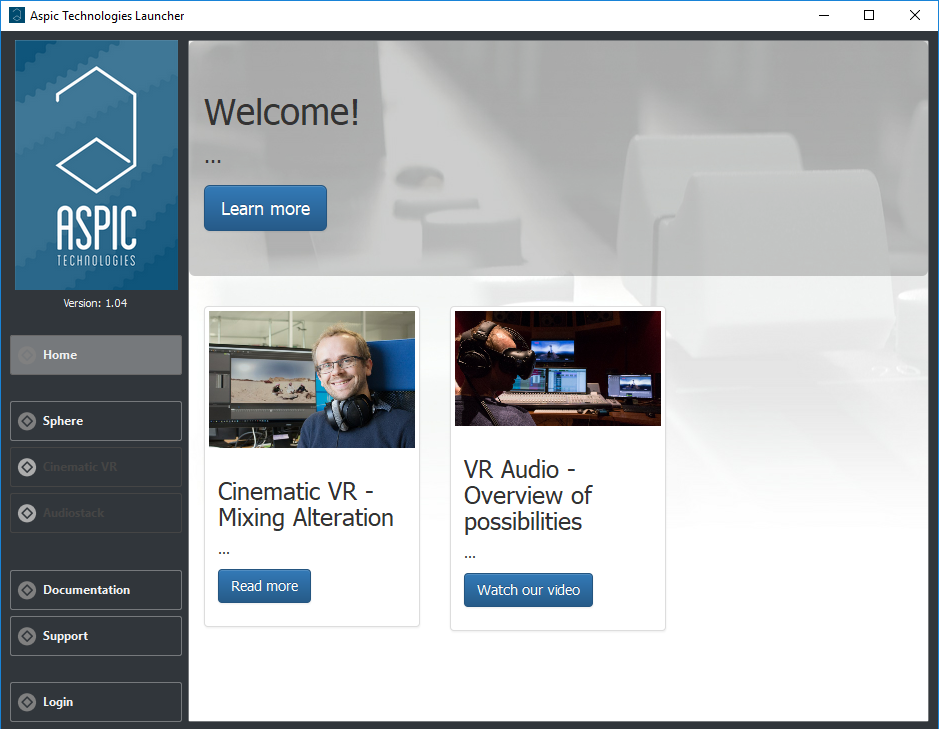 Aspic Technologies Launcher
ASPIC
TECHNOLOGIES
Version: 1.04
Home
Sphere
Cinematic VR
Audiostack
Documentation
Support
Login
Welcome!
...
Learn more
Cinematic VR -
Mixing Alteration
...
Read more
VR Audio -
Overview of
possibilities
...
Watch our video